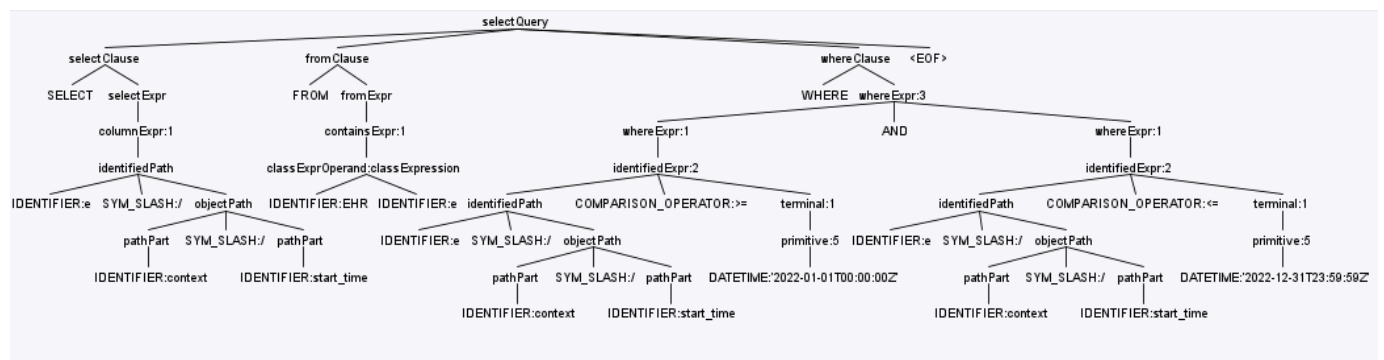 selectQuery
selectClause fromClause whereClause <EOF>
SELECT selectExpr FROM fromExpr WHERE whereExpr:3
columnExpr:1 containsExpr:1 whereExpr:1 AND whereExpr:1
identifiedPath classExprOperand:classExpression identifiedExpr:2 identifiedExpr:2
IDENTIFIER:e SYM_SLASH:/ objectPath IDENTIFIER:EHR IDENTIFIER:e identifiedPath COMPARISON_OPERATOR:>= terminal:1 identifiedPath COMPARISON_OPERATOR:<= terminal:1
pathPart SYM_SLASH:/ pathPart IDENTIFIER:e SYM_SLASH:/ objectPath primitive:5 IDENTIFIER:e SYM_SLASH:/ objectPath primitive:5
IDENTIFIER:context IDENTIFIER:start_time pathPart SYM_SLASH:/ pathPart DATETIME:'2022-01-01T00:00:00Z' pathPart SYM_SLASH:/ pathPart DATETIME:'2022-12-31T23:59:59Z'
IDENTIFIER:context IDENTIFIER:start_time IDENTIFIER:context IDENTIFIER:start_time